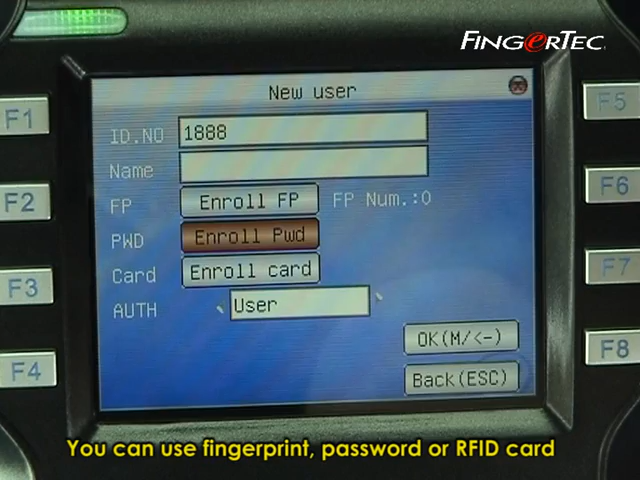 FINGERTEC
New user
F1
F5
ID.NO 1888
Name
F2
F6
FP Enroll FP FP Num.:0
PWD Enroll Pwd
F3
F7
Card Enroll card
AUTH User
OK(M/<-)
F4
F8
Back(ESC)
You can use fingerprint, password or RFID card